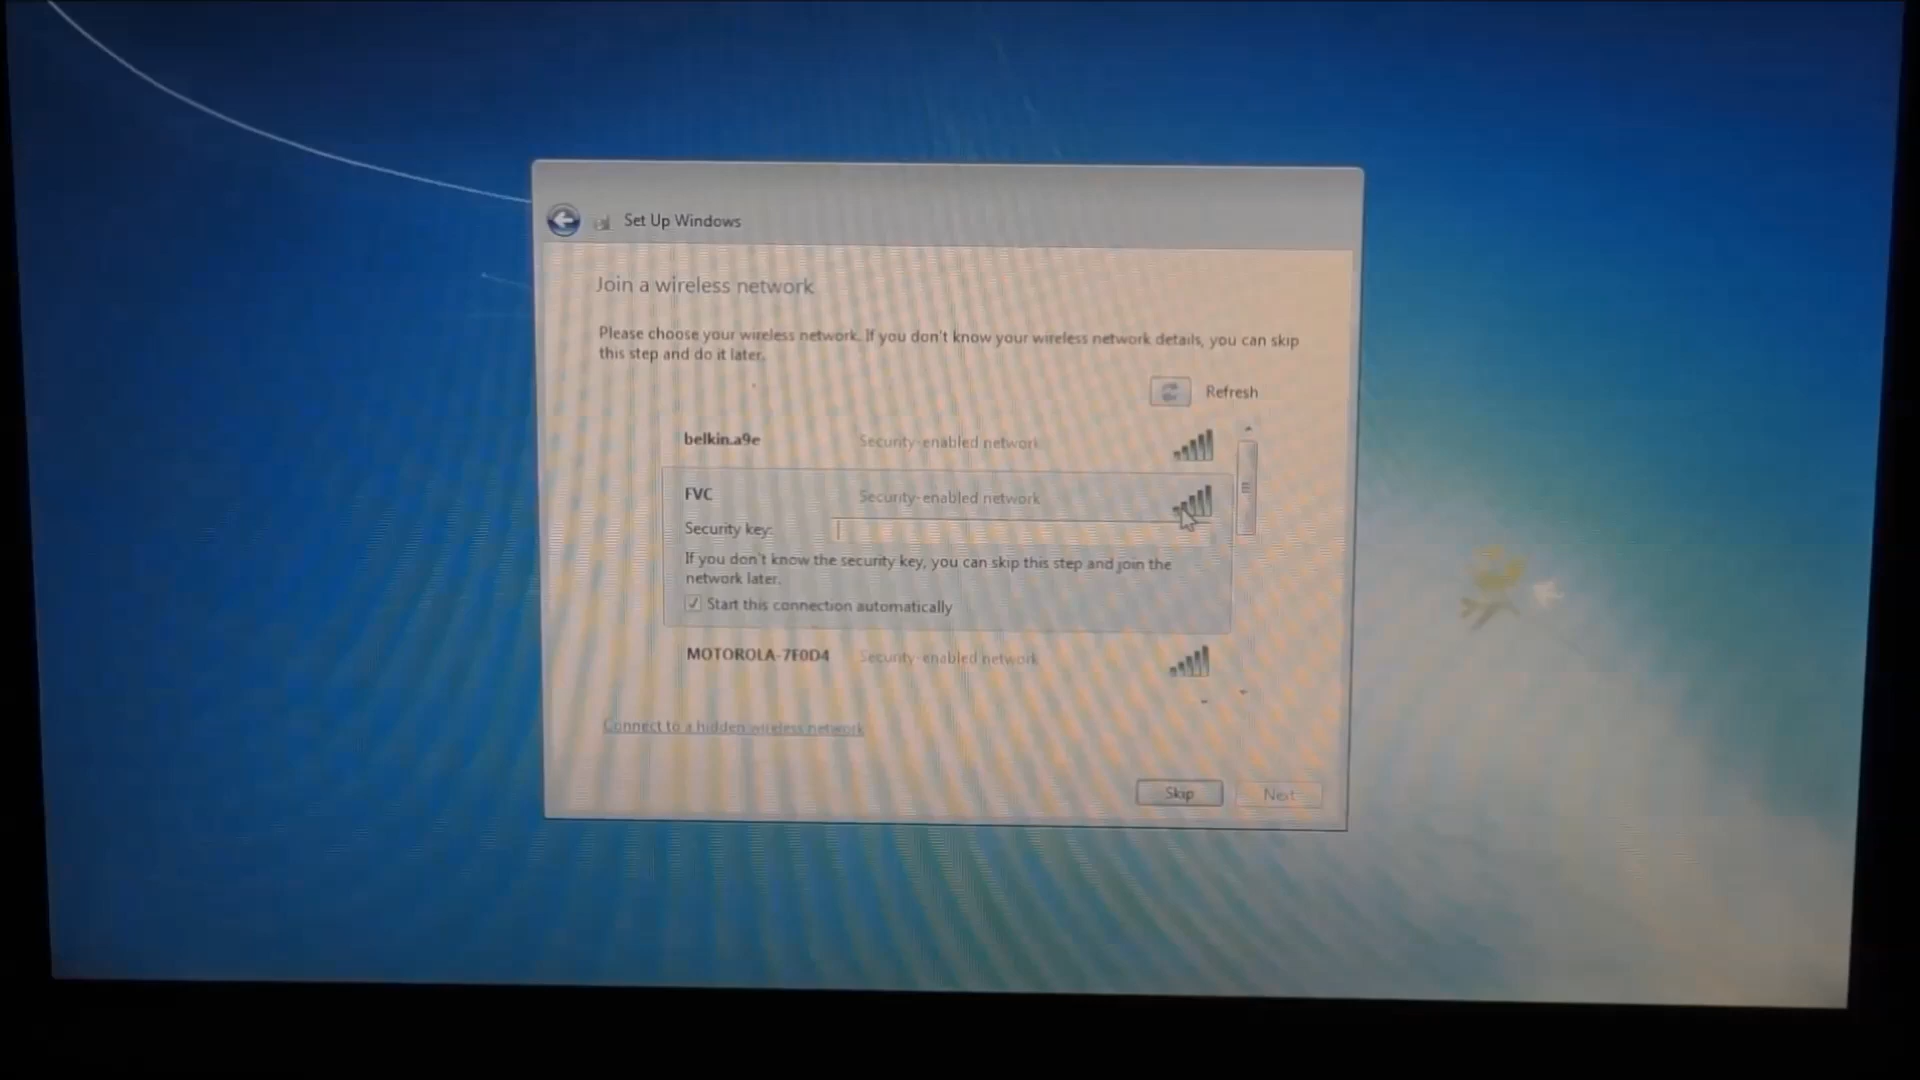 Set Up Windows
Join a wireless network
Please choose your wireless network. If you don't know your wireless network details, you can skip
this step and do it later.
Refresh
belkin.a9e Security-enabled network
FVC Security-enabled network
Security key:
If you don't know the security key, you can skip this step and join the
network later.
Start this connection automatically
MOTOROLA-7F0D4 Security-enabled network
Connect to a hidden wireless network
Skip Next